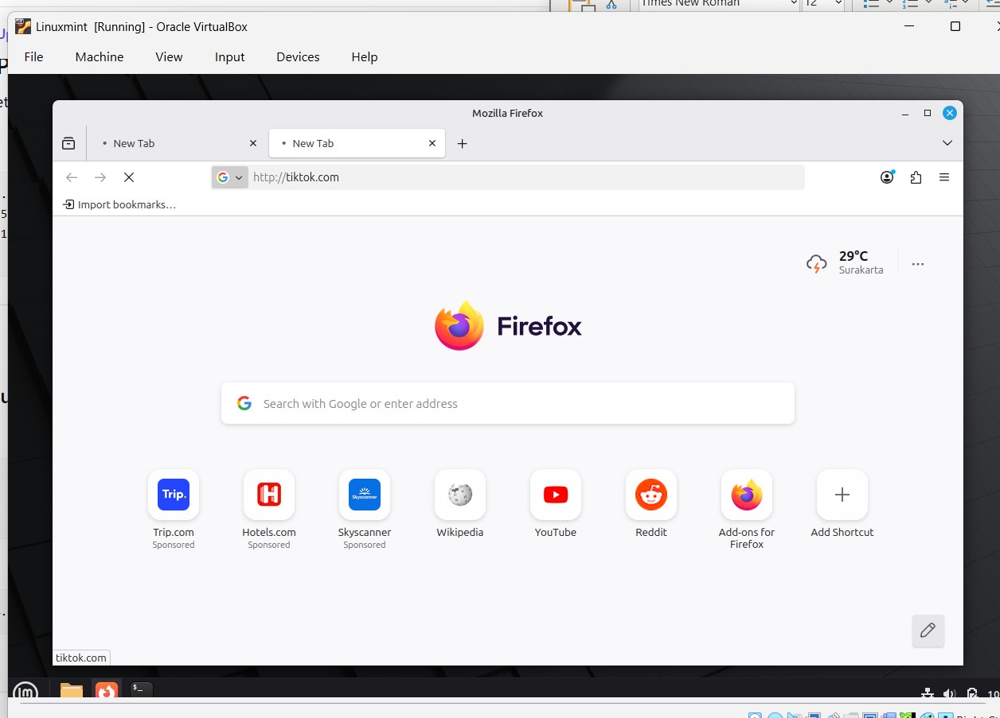 Times New Roman
12
Linuxmint [Running] - Oracle VirtualBox
File Machine View Input Devices Help
Mozilla Firefox
New Tab
New Tab
http://tiktok.com
Import bookmarks…
29°C
Surakarta
Firefox
Search with Google or enter address
Trip.
Skyscanner
Trip.com
Sponsored
Hotels.com
Sponsored
Skyscanner
Sponsored
Wikipedia
YouTube
Reddit
Add-ons for
Firefox
Add Shortcut
tiktok.com
$_
10